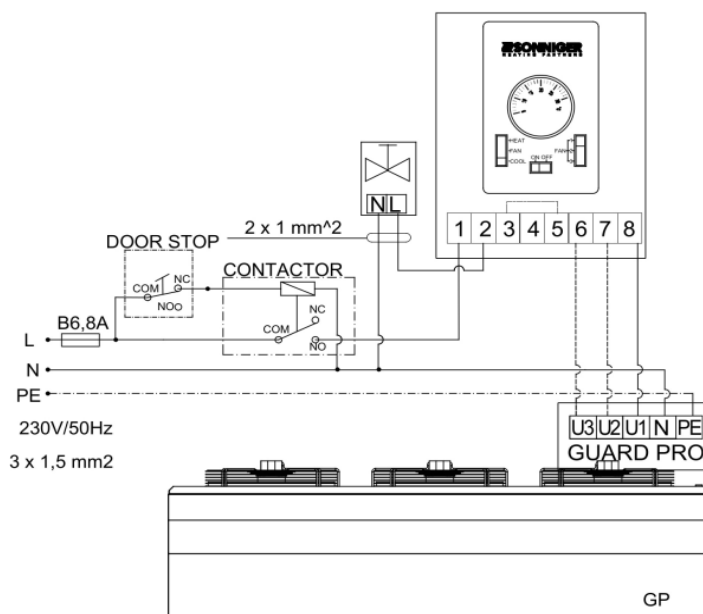 SONNIGER
HEATING PARTNERS
HEAT
FAN
COOL
ON OFF
FAN
N L
1 2 3 4 5 6 7 8
2 x 1 mm^2
DOOR STOP
COM
NC
NO
CONTACTOR
COM
NC
NO
L
B6,8A
N
PE
230V/50Hz
3 x 1,5 mm2
U3 U2 U1 N PE
GUARD PRO
GP